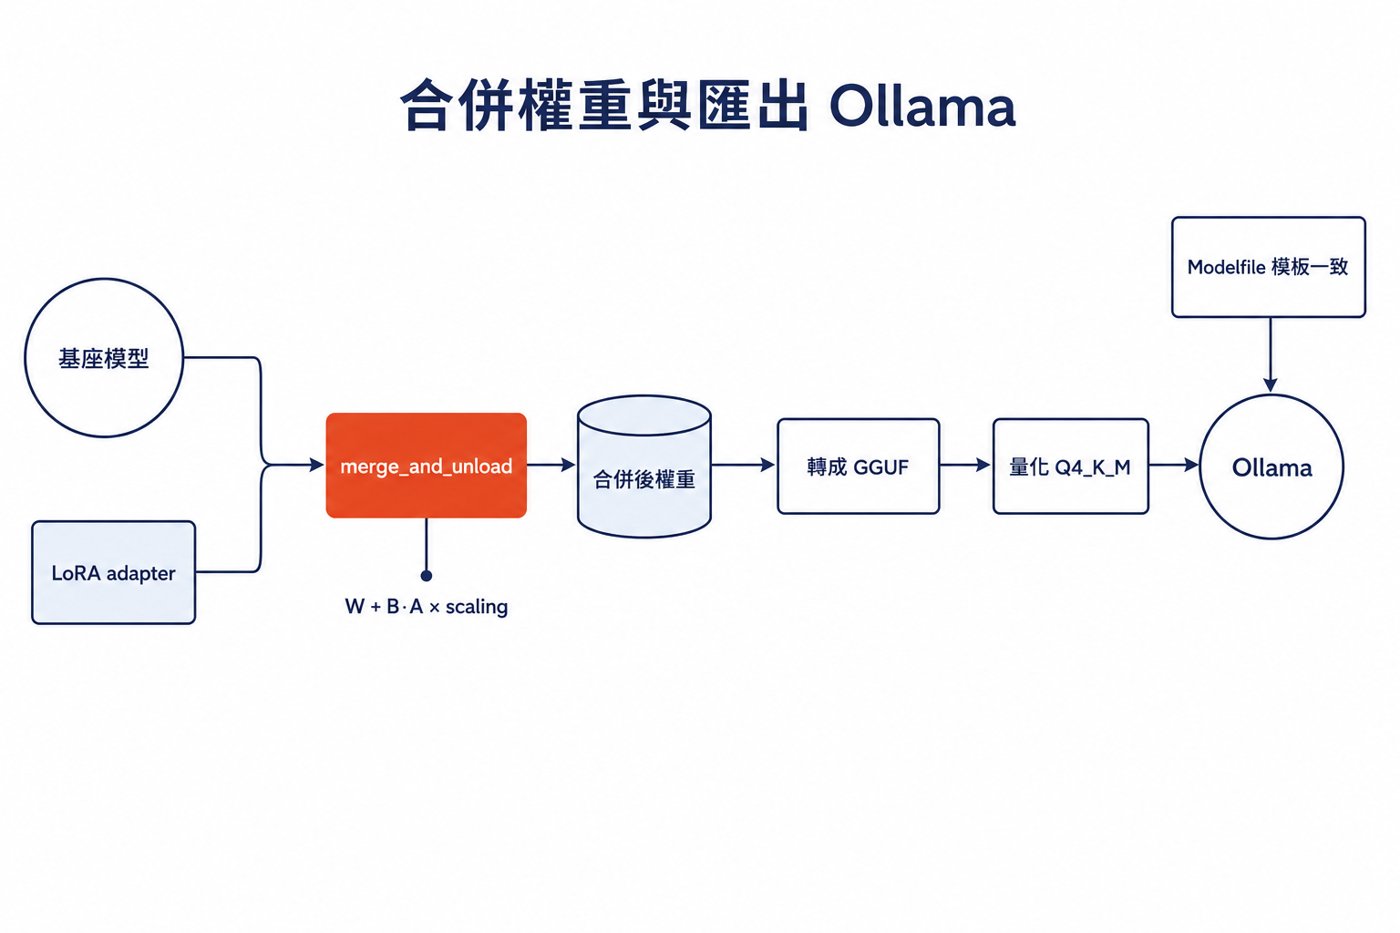 合併權重與匯出 Ollama
基座模型
LoRA adapter
merge_and_unload
W + B·A × scaling
合併後權重
轉成 GGUF
量化 Q4_K_M
Modelfile 模板一致
Ollama